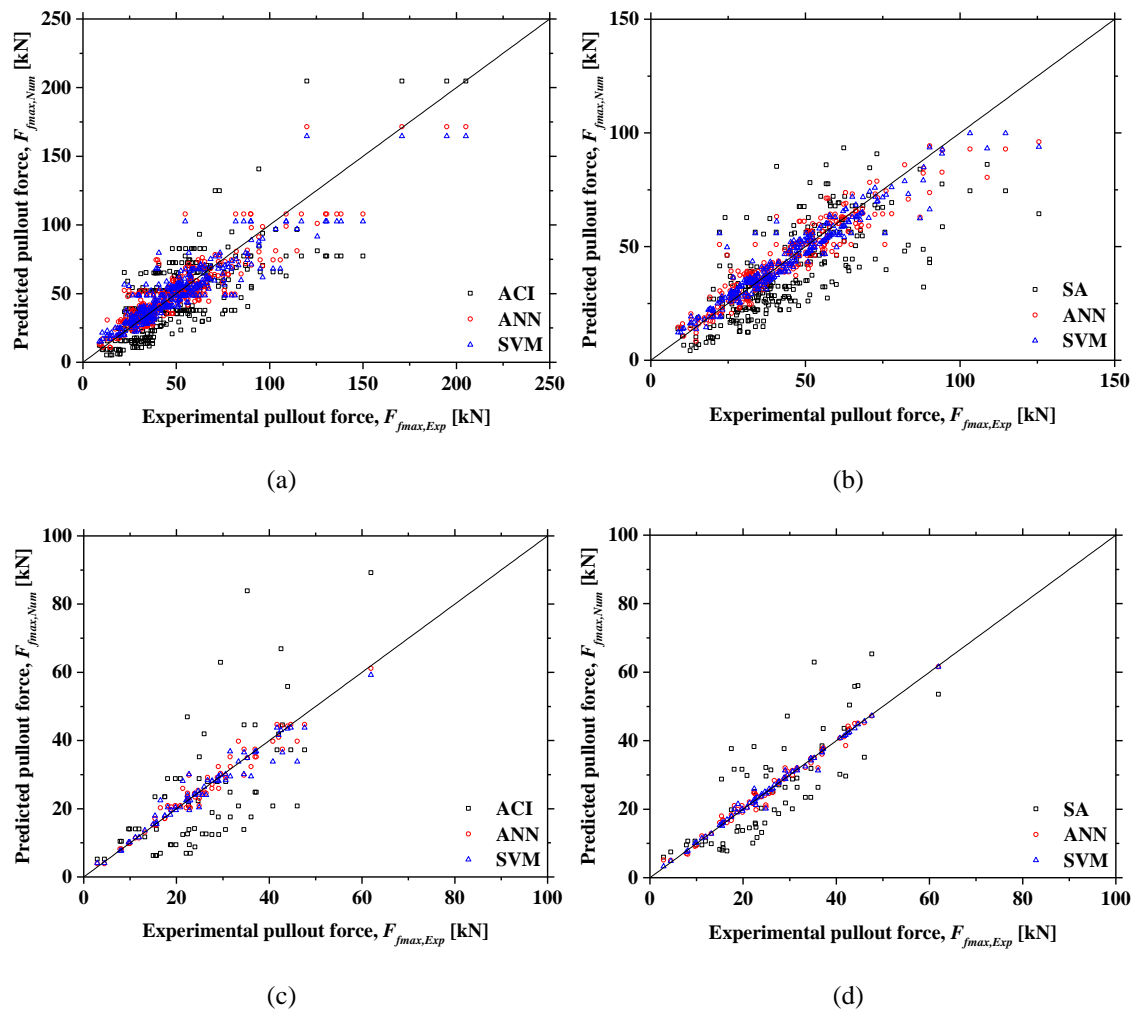 250
200
150
100
50
0
0 50 100 150 200 250
Predicted pullout force, F_fmax,Num [kN]
Experimental pullout force, F_fmax,Exp [kN]
ACI
ANN
SVM
(a)
150
100
50
0
0 50 100 150
Predicted pullout force, F_fmax,Num [kN]
Experimental pullout force, F_fmax,Exp [kN]
SA
ANN
SVM
(b)
100
80
60
40
20
0
0 20 40 60 80 100
Predicted pullout force, F_fmax,Num [kN]
Experimental pullout force, F_fmax,Exp [kN]
ACI
ANN
SVM
(c)
100
80
60
40
20
0
0 20 40 60 80 100
Predicted pullout force, F_fmax,Num [kN]
Experimental pullout force, F_fmax,Exp [kN]
SA
ANN
SVM
(d)